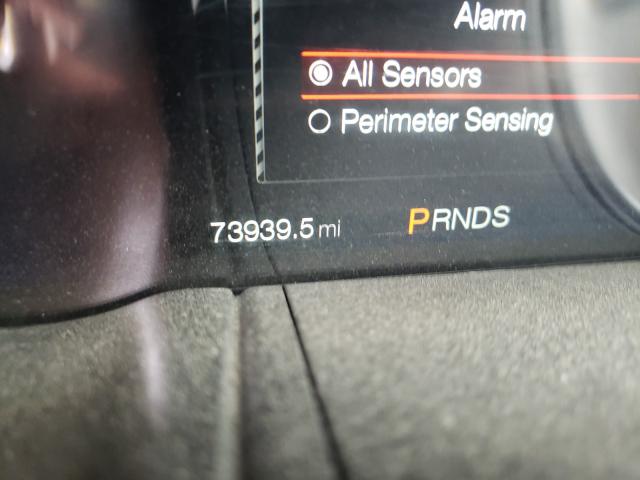 Alarm
All Sensors
Perimeter Sensing
73939.5 mi PRNDS